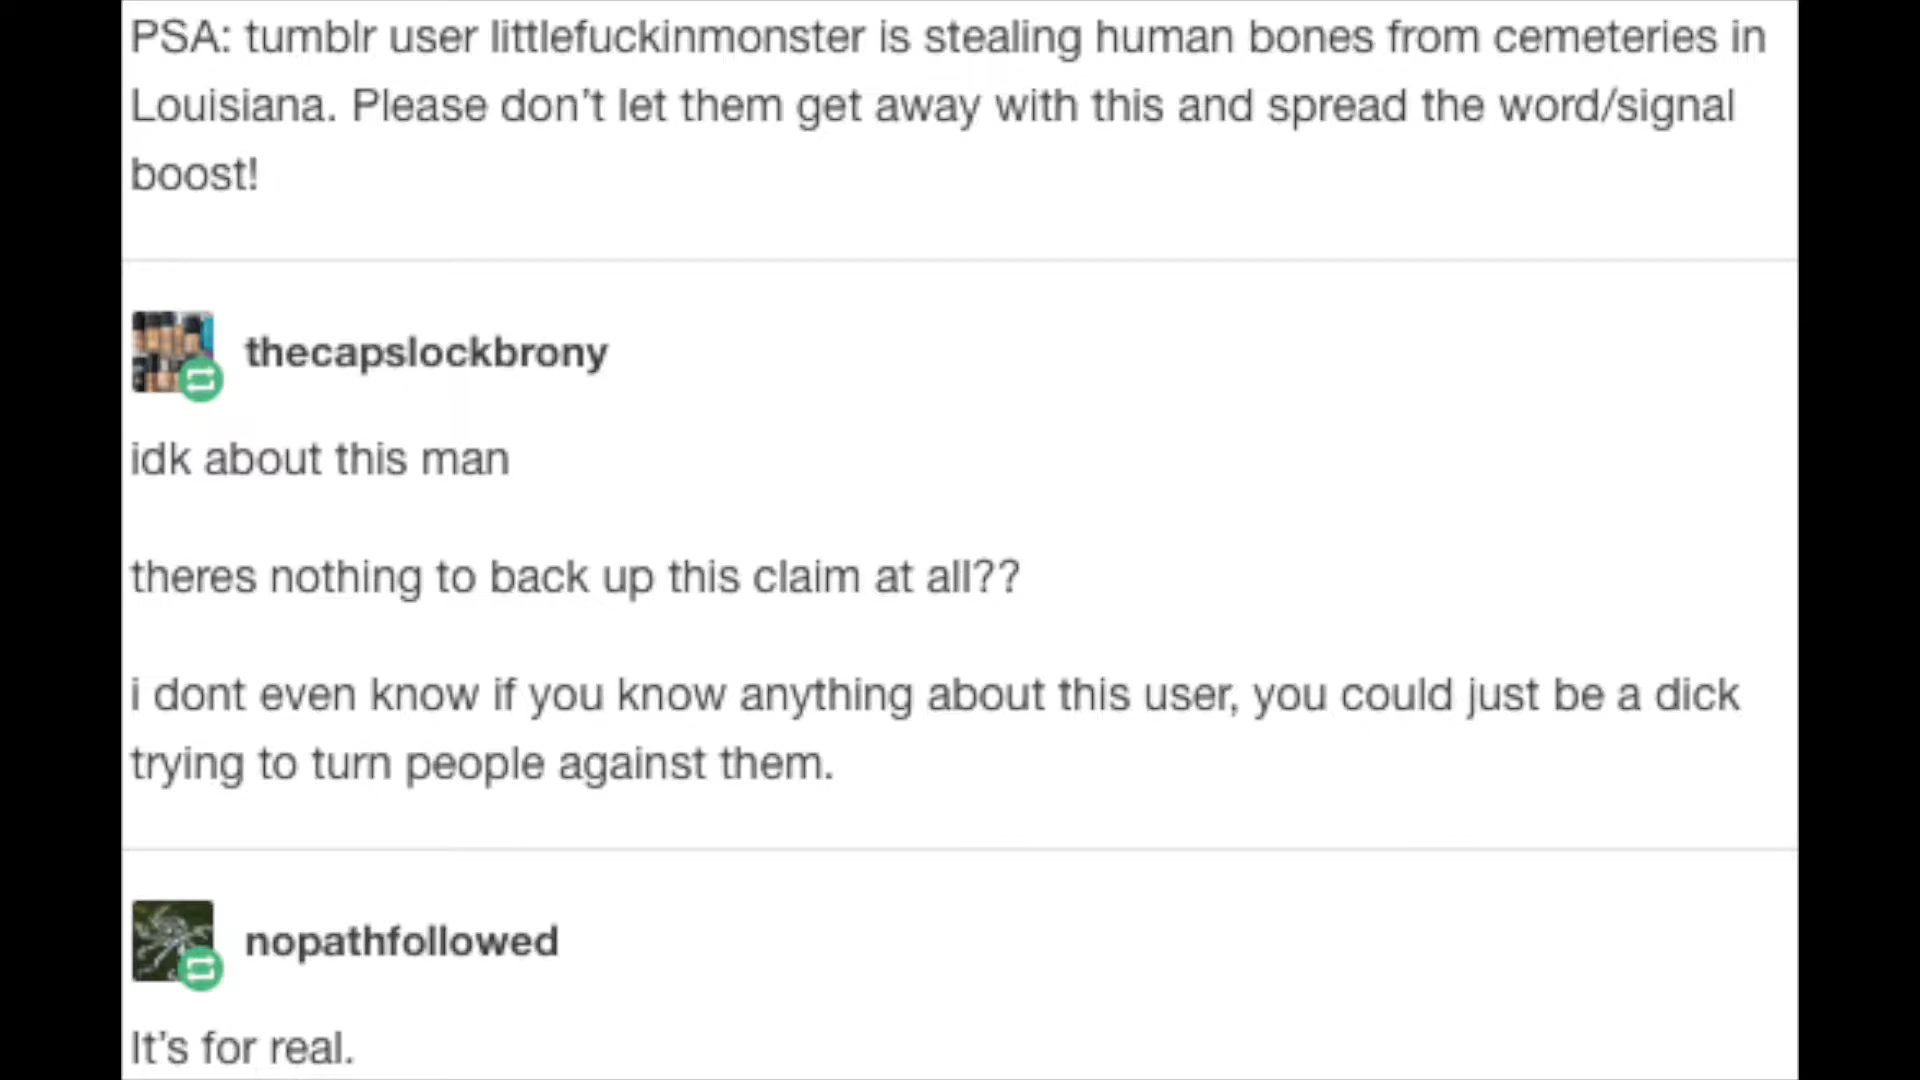 PSA: tumblr user littlefuckinmonster is stealing human bones from cemeteries in
Louisiana. Please don't let them get away with this and spread the word/signal
boost!
thecapslockbrony
idk about this man
theres nothing to back up this claim at all??
i dont even know if you know anything about this user, you could just be a dick
trying to turn people against them.
nopathfollowed
It's for real.